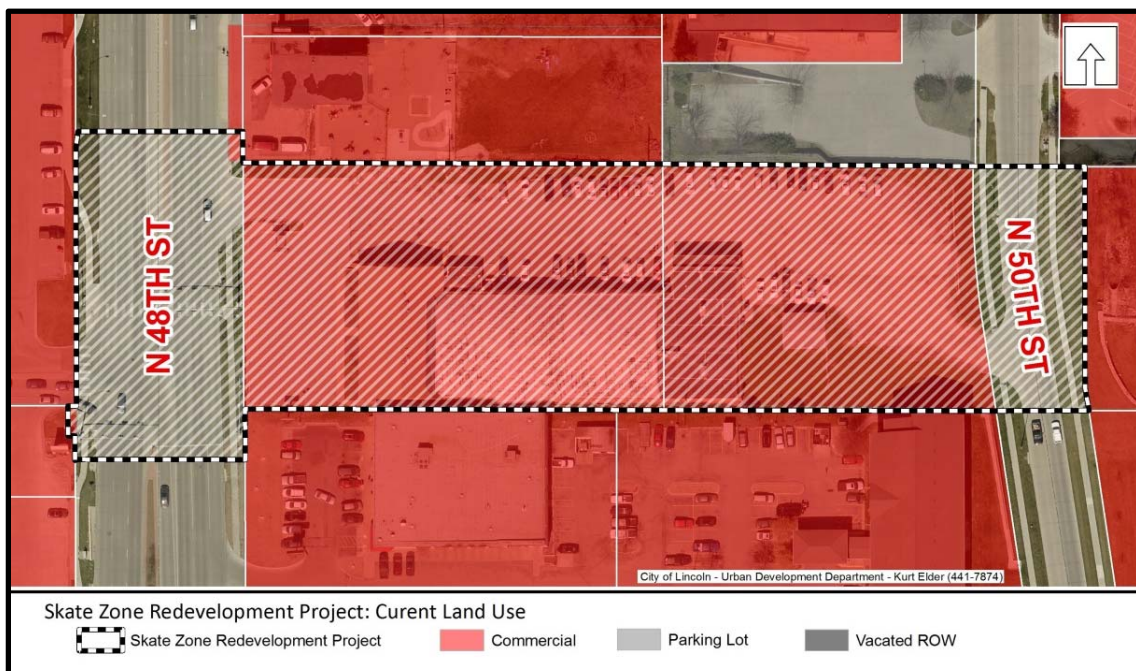 N 48TH ST
N 50TH ST
City of Lincoln - Urban Development Department - Kurt Elder (441-7874)
Skate Zone Redevelopment Project: Curent Land Use
Skate Zone Redevelopment Project
Commercial
Parking Lot
Vacated ROW